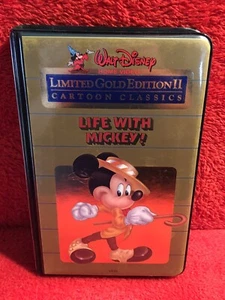 WALT DISNEY
LIMITED GOLD EDITION II
CARTOON CLASSICS
LIFE WITH
MICKEY!